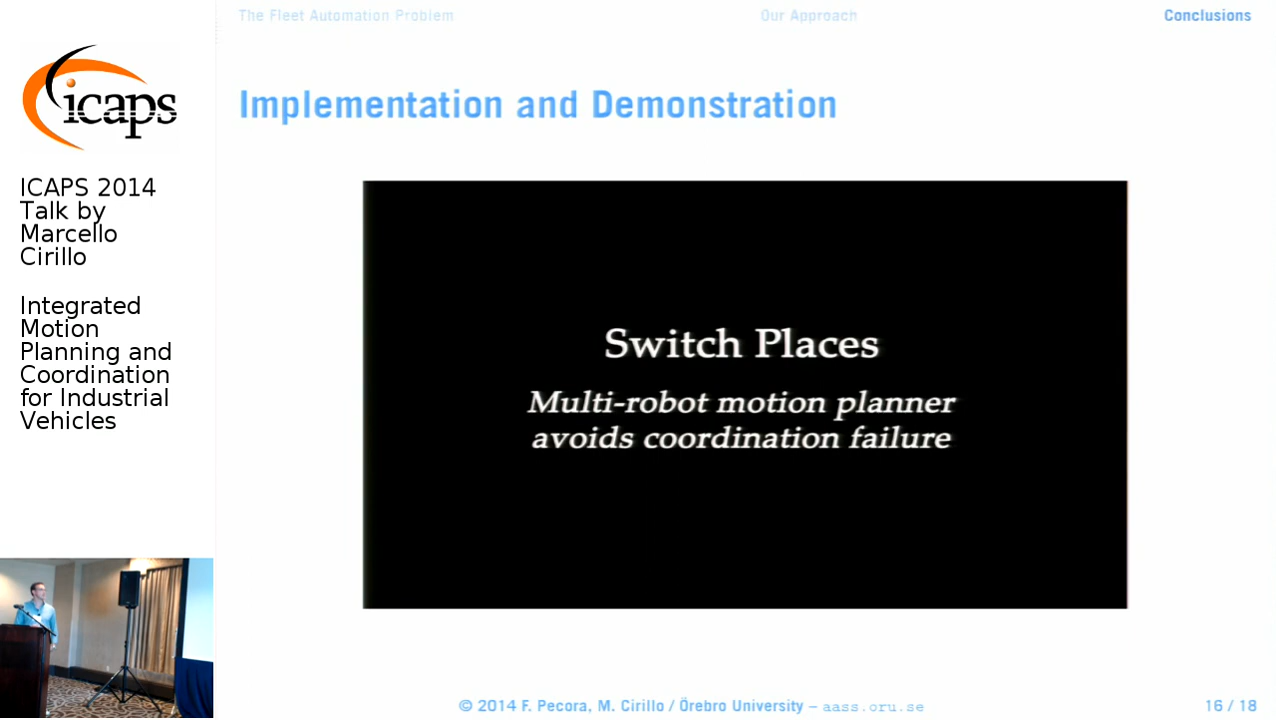 The Fleet Automation Problem
Our Approach
Conclusions
icaps
Implementation and Demonstration
ICAPS 2014
Talk by
Marcello
Cirillo
Integrated
Motion
Planning and
Coordination
for Industrial
Vehicles
Switch Places
Multi-robot motion planner
avoids coordination failure
© 2014 F. Pecora, M. Cirillo / Örebro University – aass.oru.se
16 / 18